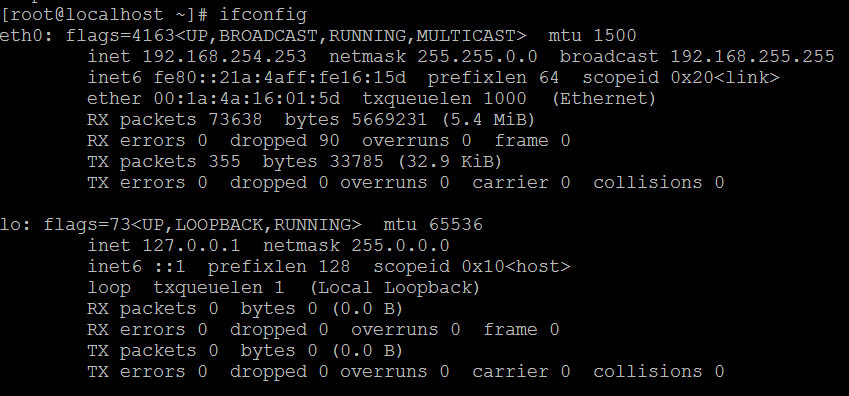 [root@localhost ~]# ifconfig
eth0: flags=4163<UP,BROADCAST,RUNNING,MULTICAST>  mtu 1500
        inet 192.168.254.253  netmask 255.255.0.0  broadcast 192.168.255.255
        inet6 fe80::21a:4aff:fe16:15d  prefixlen 64  scopeid 0x20<link>
        ether 00:1a:4a:16:01:5d  txqueuelen 1000  (Ethernet)
        RX packets 73638  bytes 5669231 (5.4 MiB)
        RX errors 0  dropped 90  overruns 0  frame 0
        TX packets 355  bytes 33785 (32.9 KiB)
        TX errors 0  dropped 0 overruns 0  carrier 0  collisions 0

lo: flags=73<UP,LOOPBACK,RUNNING>  mtu 65536
        inet 127.0.0.1  netmask 255.0.0.0
        inet6 ::1  prefixlen 128  scopeid 0x10<host>
        loop  txqueuelen 1  (Local Loopback)
        RX packets 0  bytes 0 (0.0 B)
        RX errors 0  dropped 0  overruns 0  frame 0
        TX packets 0  bytes 0 (0.0 B)
        TX errors 0  dropped 0 overruns 0  carrier 0  collisions 0